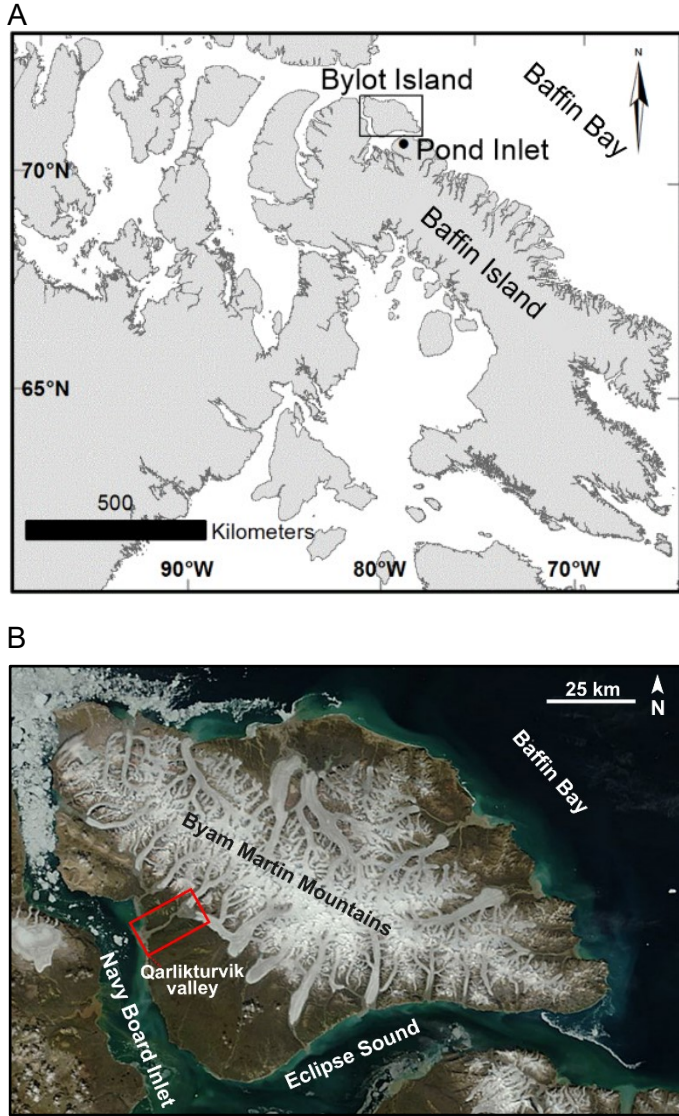 A
N
Bylot Island
Baffin Bay
Pond Inlet
70°N
Baffin Island
65°N
500
Kilometers
90°W
80°W
70°W
B
25 km
N
Baffin Bay
Byam Martin Mountains
Qarlikturvik
valley
Navy Board Inlet
Eclipse Sound